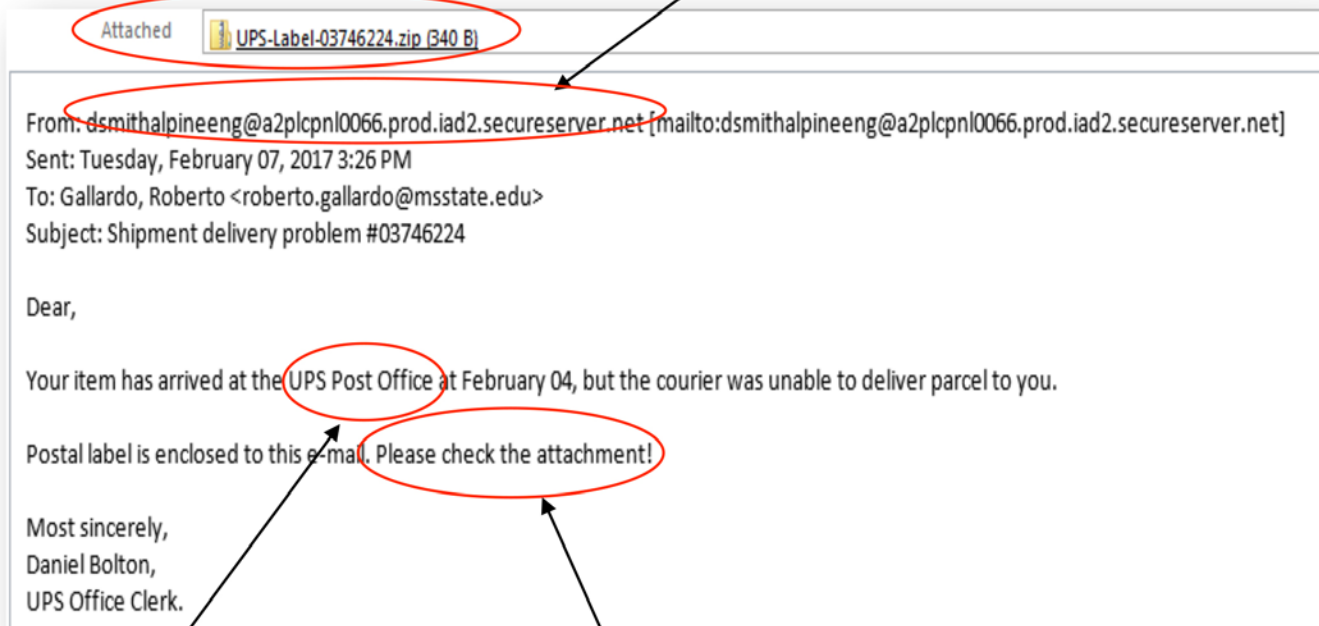 Attached UPS-Label-03746224.zip (340 B)
From: dsmithalpineeng@a2plcpnl0066.prod.iad2.secureserver.net [mailto:dsmithalpineeng@a2plcpnl0066.prod.iad2.secureserver.net]
Sent: Tuesday, February 07, 2017 3:26 PM
To: Gallardo, Roberto <roberto.gallardo@msstate.edu>
Subject: Shipment delivery problem #03746224
Dear,
Your item has arrived at the UPS Post Office at February 04, but the courier was unable to deliver parcel to you.
Postal label is enclosed to this e-mail. Please check the attachment!
Most sincerely,
Daniel Bolton,
UPS Office Clerk.